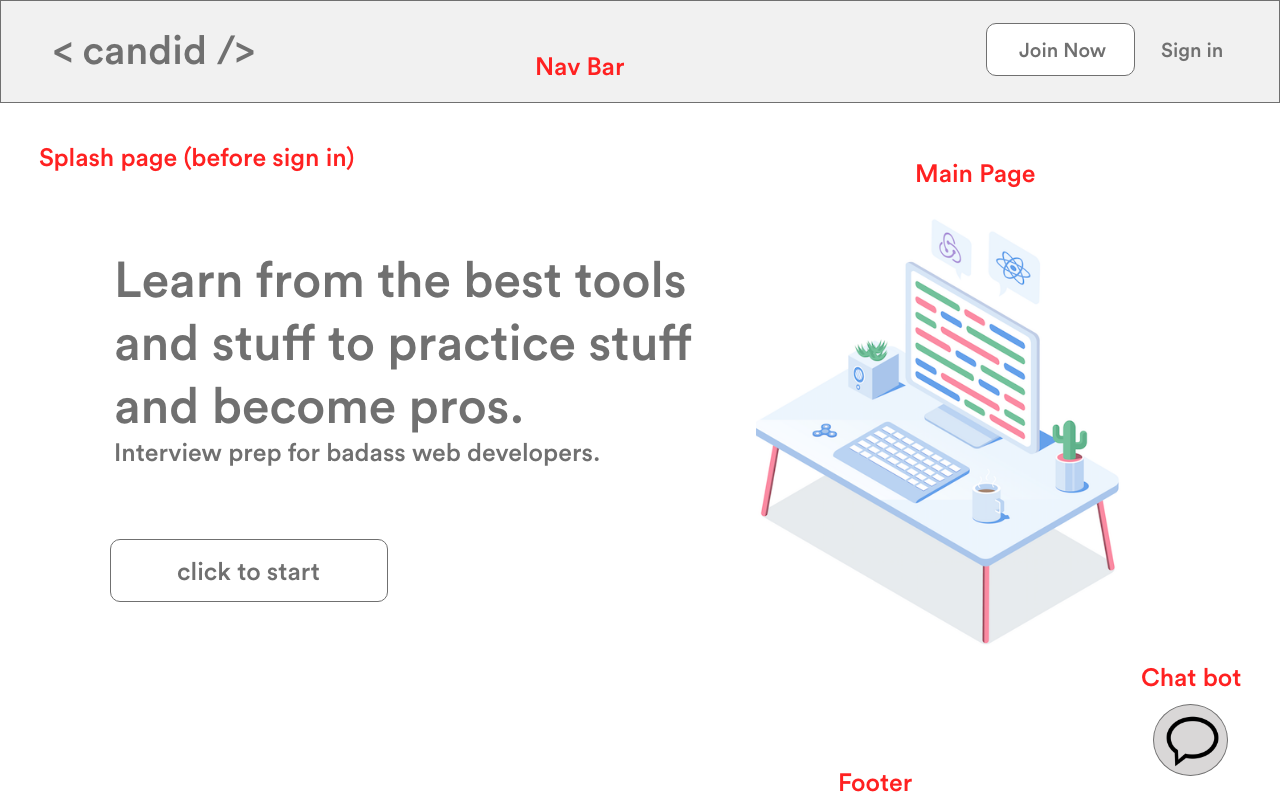 < candid />
Nav Bar
Join Now
Sign in
Splash page (before sign in)
Main Page
Learn from the best tools
and stuff to practice stuff
and become pros.
Interview prep for badass web developers.
click to start
Chat bot
Footer